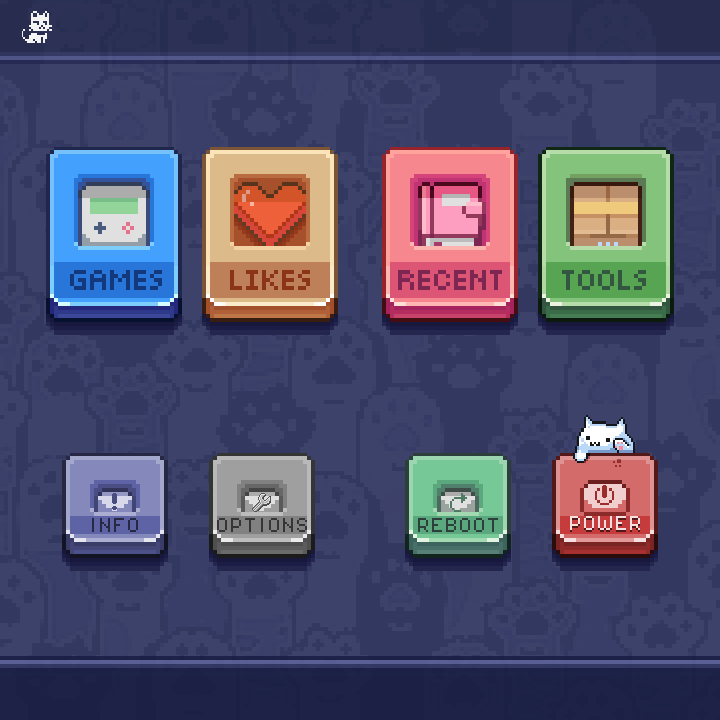 GAMES
LIKES
RECENT
TOOLS
INFO
OPTIONS
REBOOT
POWER